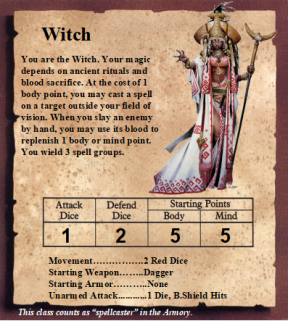 Witch
You are the Witch. Your magic
depends on ancient rituals and
blood sacrifice. At the cost of 1
body point, you may cast a spell
on a target outside your field of
vision. When you slay an enemy
by hand, you may use its blood to
replenish 1 body or mind point.
You wield 3 spell groups.
Attack Dice Defend Dice Starting Points
Body Mind
1 2 5 5
Movement................2 Red Dice
Starting Weapon........Dagger
Starting Armor..........None
Unarmed Attack............1 Die, B.Shield Hits
This class counts as "spellcaster" in the Armory.